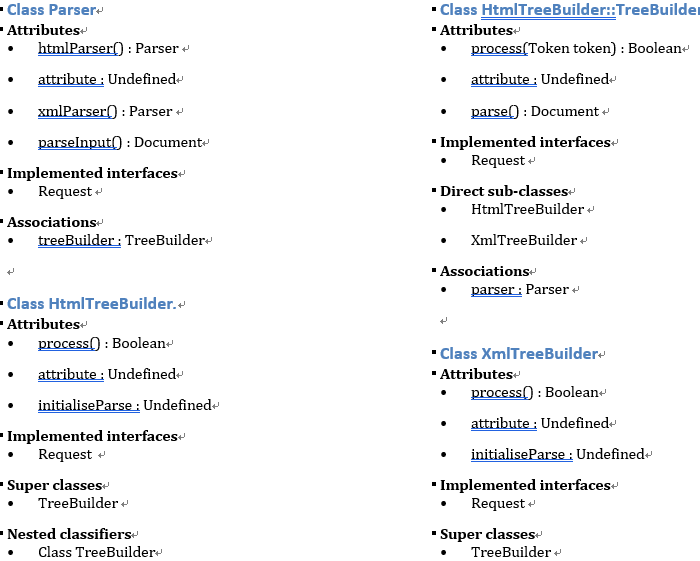 Class Parser
Attributes
• htmlParser() : Parser
• attribute : Undefined
• xmlParser() : Parser
• parseInput() : Document
Implemented interfaces
• Request
Associations
• treeBuilder : TreeBuilder
Class HtmlTreeBuilder.
Attributes
• process() : Boolean
• attribute : Undefined
• initialiseParse : Undefined
Implemented interfaces
• Request
Super classes
• TreeBuilder
Nested classifiers
• Class TreeBuilder
Class HtmlTreeBuilder::TreeBuilder
Attributes
• process(Token token) : Boolean
• attribute : Undefined
• parse() : Document
Implemented interfaces
• Request
Direct sub-classes
• HtmlTreeBuilder
• XmlTreeBuilder
Associations
• parser : Parser
Class XmlTreeBuilder
Attributes
• process() : Boolean
• attribute : Undefined
• initialiseParse : Undefined
Implemented interfaces
• Request
Super classes
• TreeBuilder